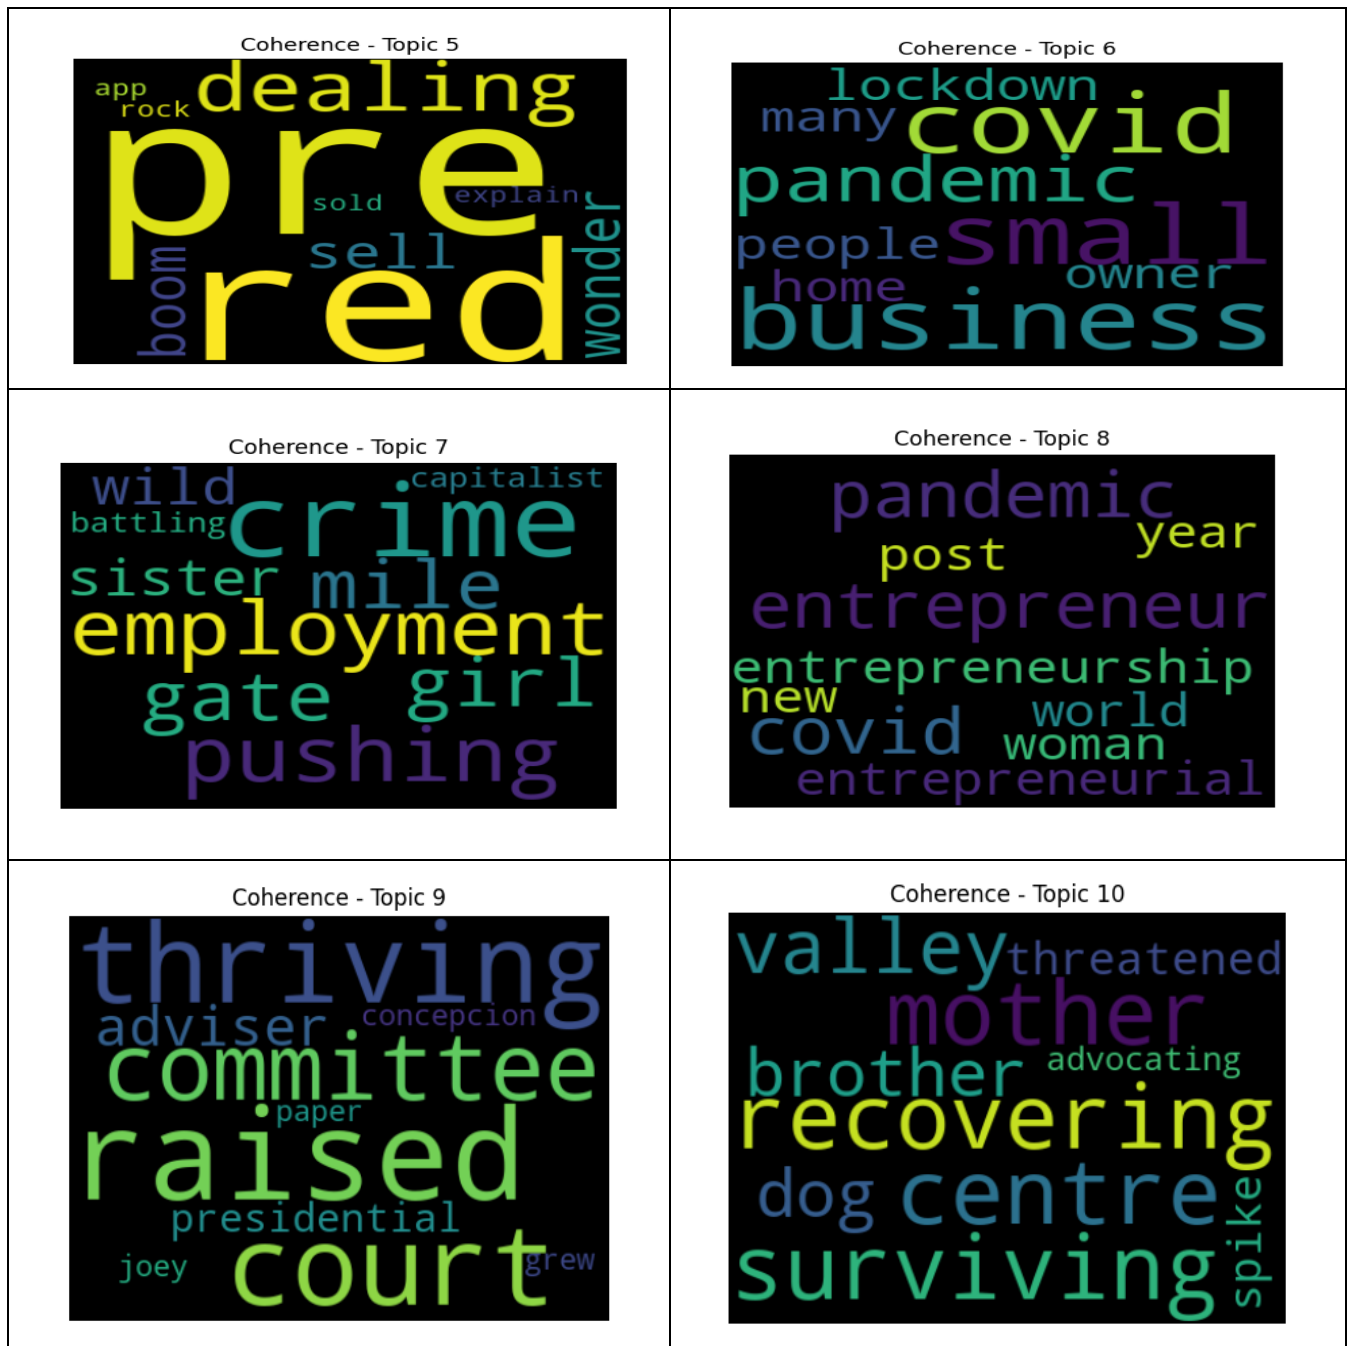 Coherence - Topic 5
app
dealing
rock
pre
sold
explain
sell
boom
wonder
red
Coherence - Topic 6
lockdown
many
covid
pandemic
small
people
owner
home
business
Coherence - Topic 7
wild
capitalist
battling
crime
sister
mile
employment
gate
girl
pushing
Coherence - Topic 8
pandemic
year
post
entrepreneur
entrepreneurship
new
world
covid
woman
entrepreneurial
Coherence - Topic 9
thriving
adviser
concepcion
committee
paper
raised
presidential
court
joey
grew
Coherence - Topic 10
valley
threatened
mother
brother
advocating
recovering
dog
centre
spike
surviving